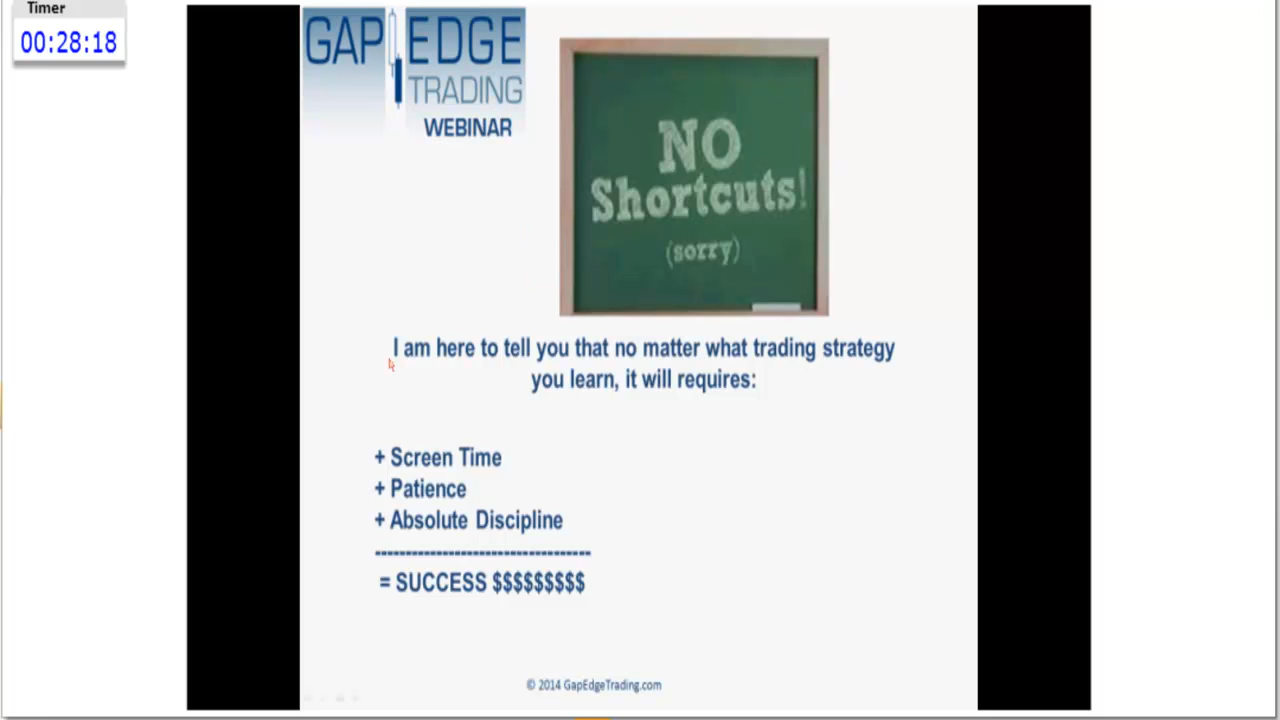 Timer
00:28:18
GAP EDGE
TRADING
WEBINAR
NO
Shortcuts!
(sorry)
I am here to tell you that no matter what trading strategy
you learn, it will requires:
+ Screen Time
+ Patience
+ Absolute Discipline
-----------------------------------
= SUCCESS $$$$$$$$$
© 2014 GapEdgeTrading.com